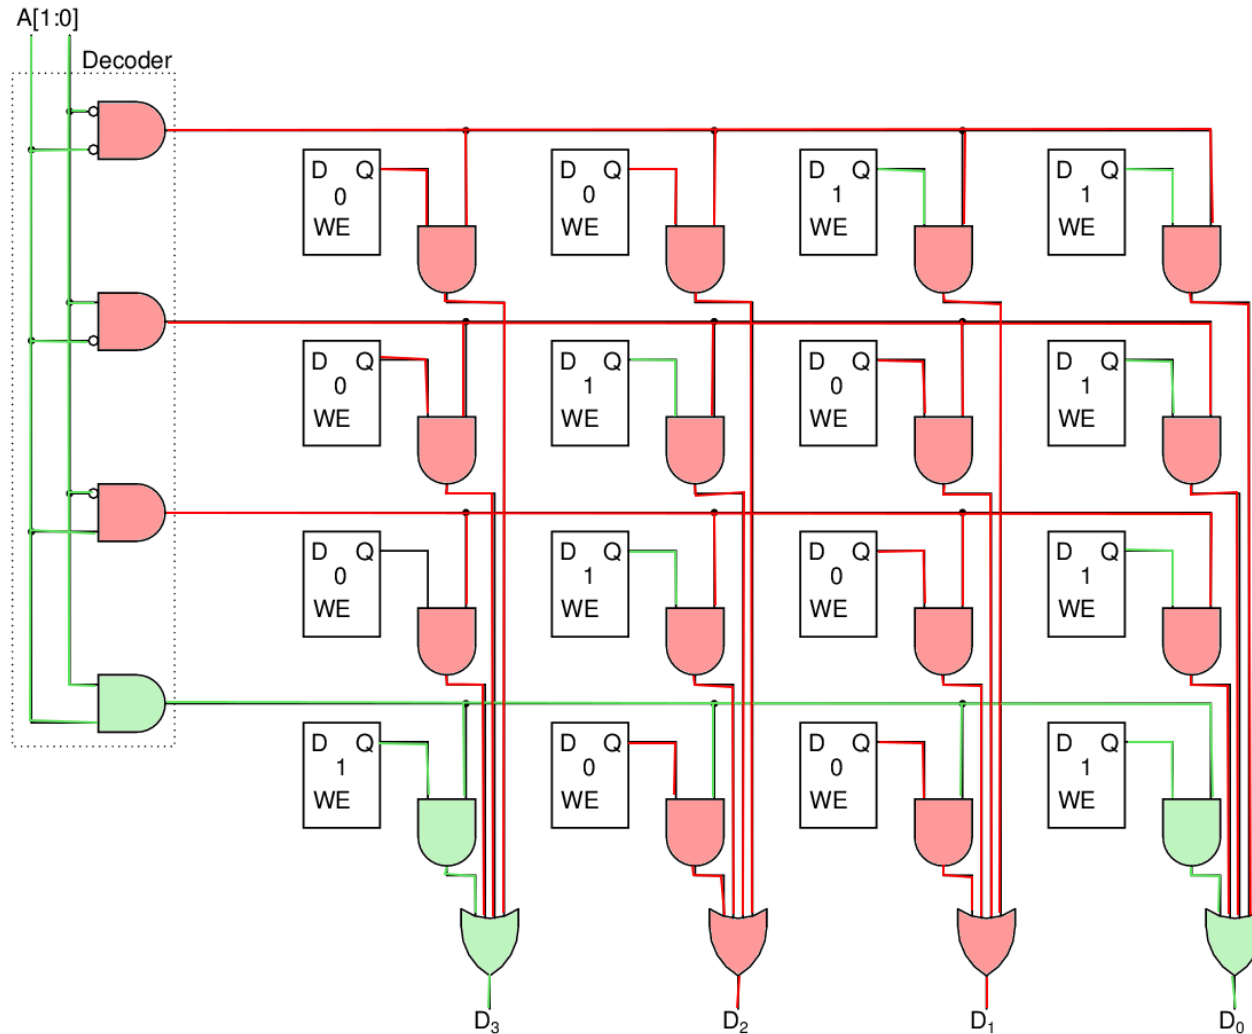 A[1:0]
Decoder
D Q D Q D Q D Q
0 0 1 1
WE WE WE WE
D Q D Q D Q D Q
0 1 0 1
WE WE WE WE
D Q D Q D Q D Q
0 1 0 1
WE WE WE WE
D Q D Q D Q D Q
1 0 0 1
WE WE WE WE
D₃ D₂ D₁ D₀